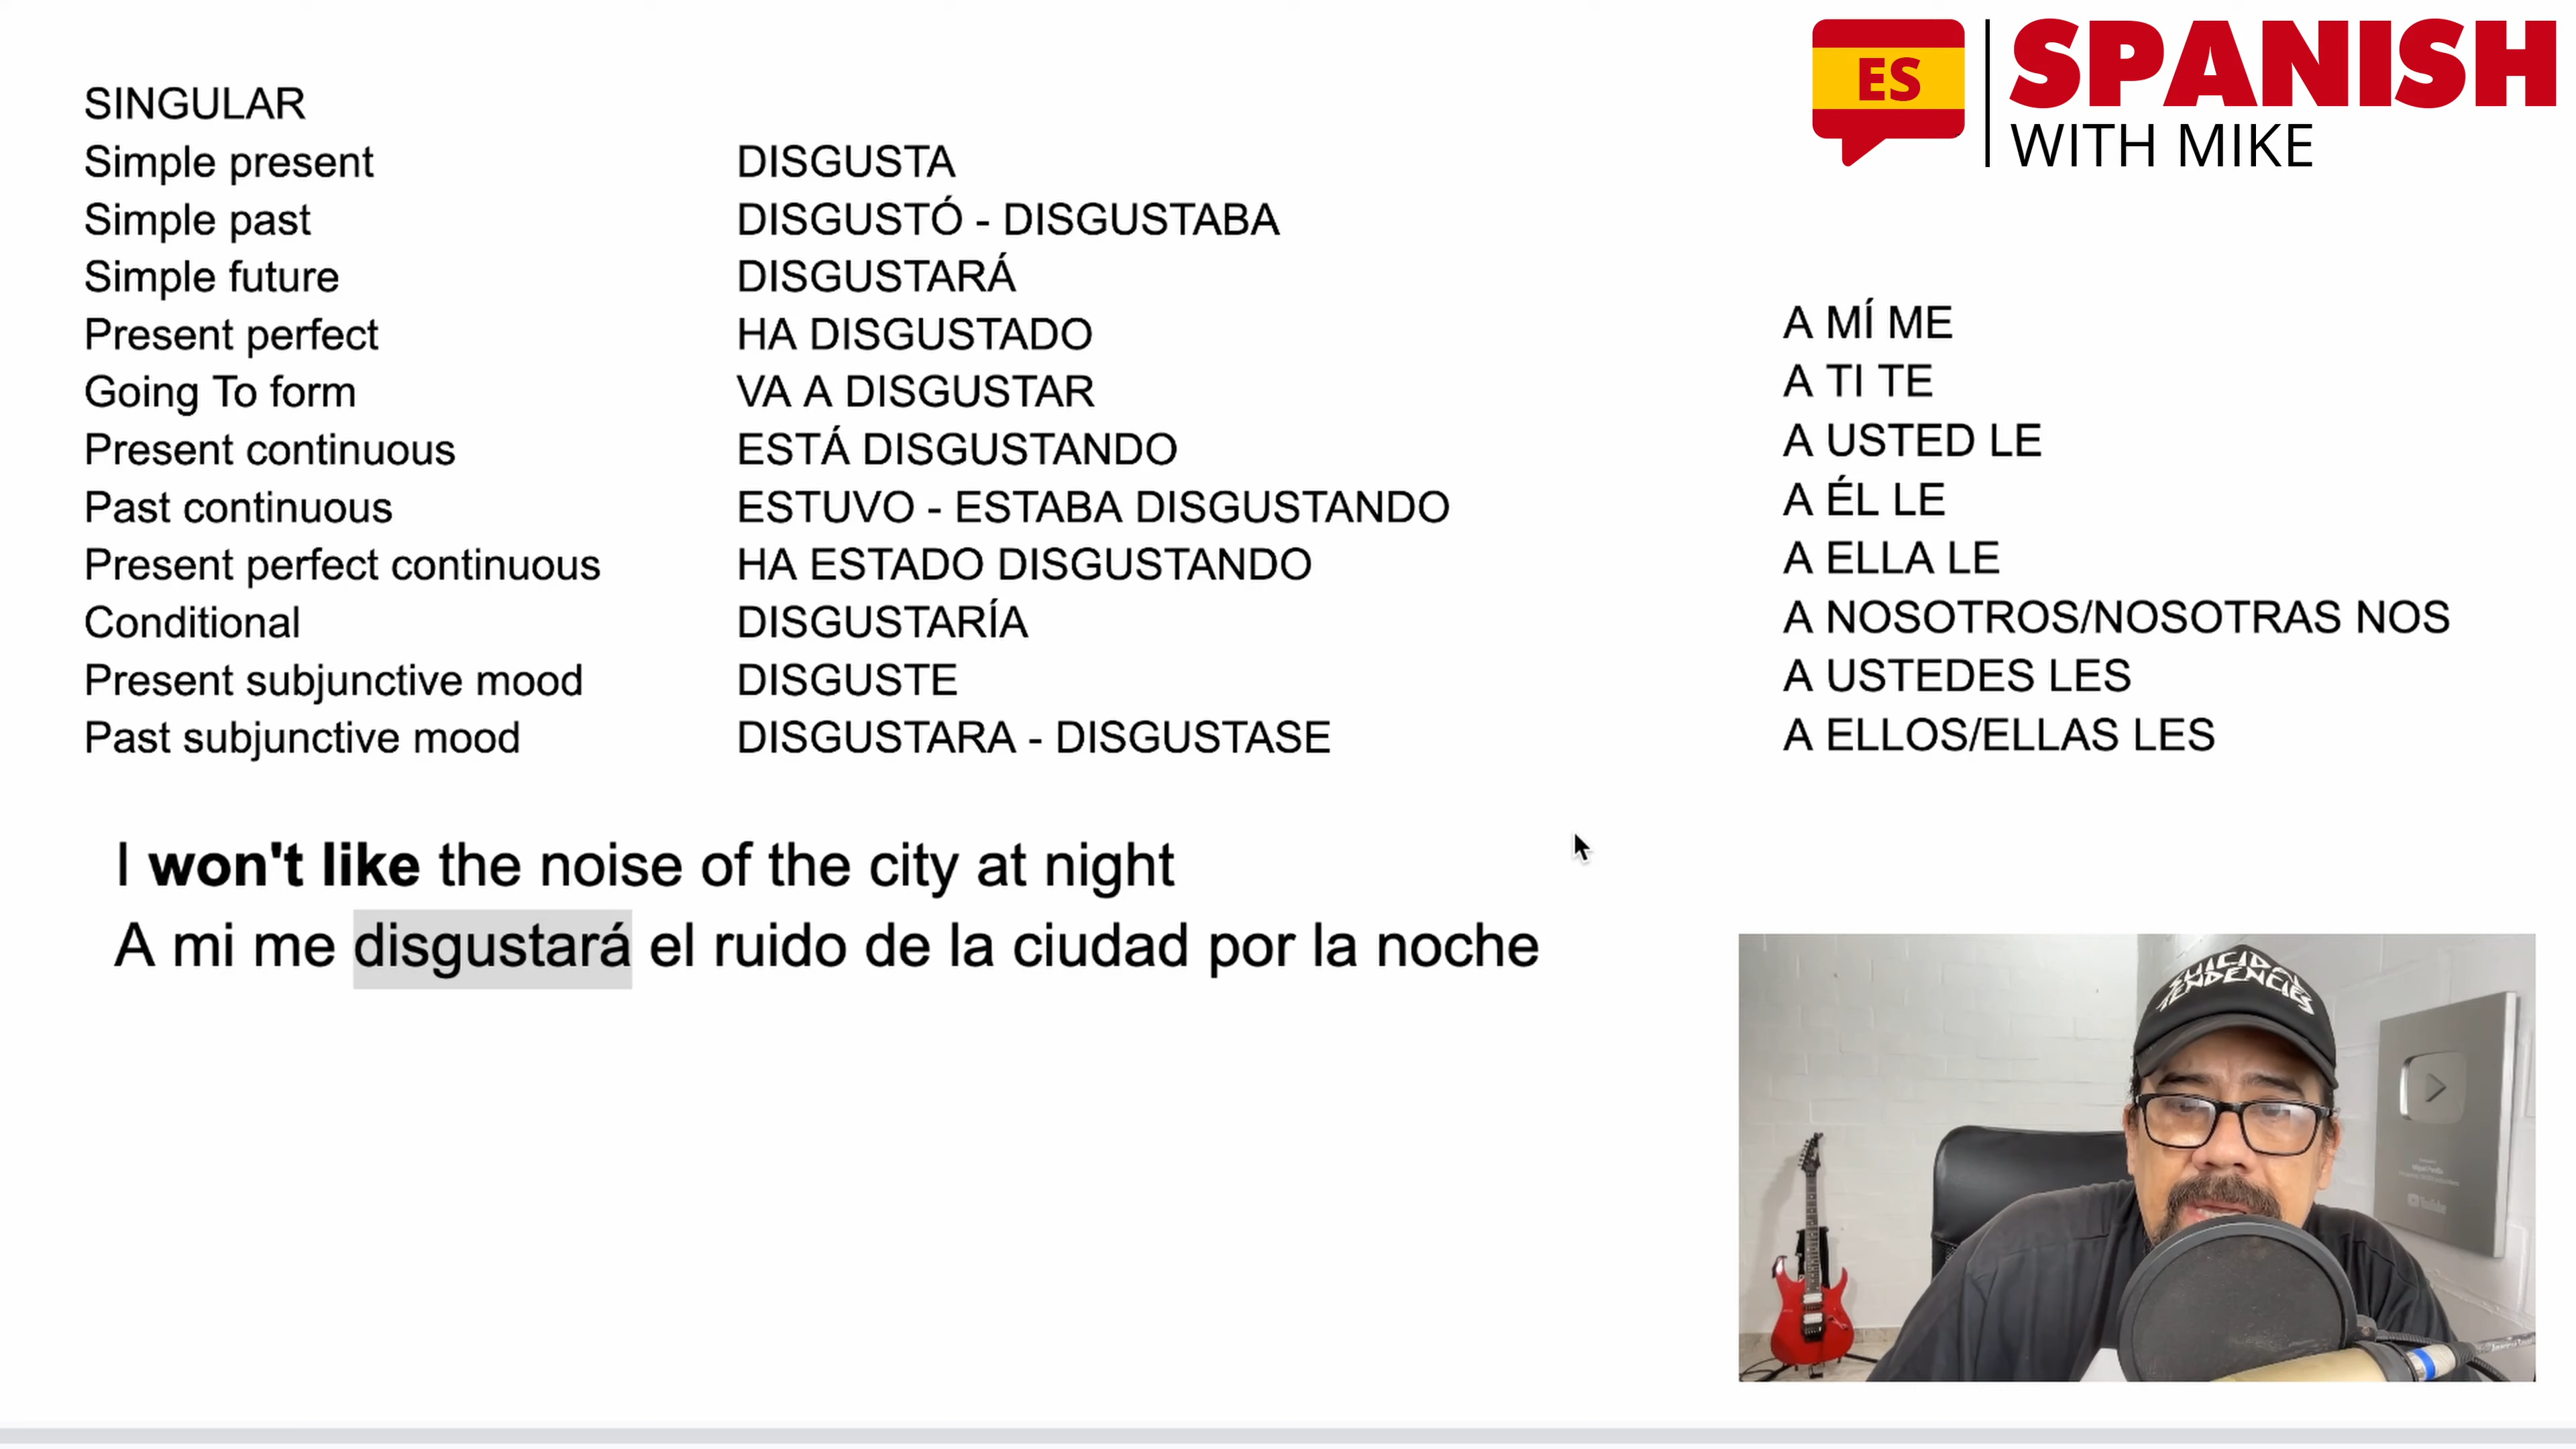 ES SPANISH
WITH MIKE
SINGULAR
Simple present DISGUSTA
Simple past DISGUSTÓ - DISGUSTABA
Simple future DISGUSTARÁ
Present perfect HA DISGUSTADO
Going To form VA A DISGUSTAR
Present continuous ESTÁ DISGUSTANDO
Past continuous ESTUVO - ESTABA DISGUSTANDO
Present perfect continuous HA ESTADO DISGUSTANDO
Conditional DISGUSTARÍA
Present subjunctive mood DISGUSTE
Past subjunctive mood DISGUSTARA - DISGUSTASE
A MÍ ME
A TI TE
A USTED LE
A ÉL LE
A ELLA LE
A NOSOTROS/NOSOTRAS NOS
A USTEDES LES
A ELLOS/ELLAS LES
I won't like the noise of the city at night
A mi me disgustará el ruido de la ciudad por la noche
SUICIDAL
TENDENCIES
YouTube